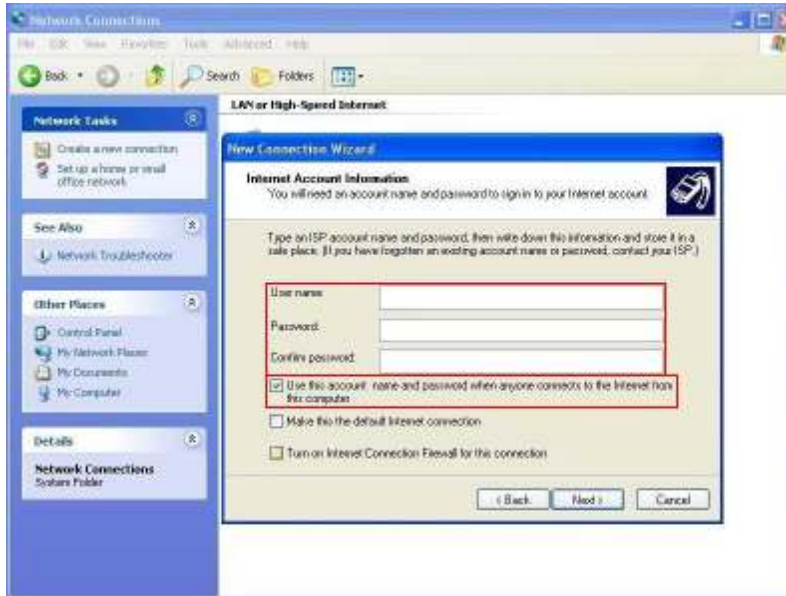 Network Connections
File Edit View Favorites Tools Advanced Help
Back Search Folders
LAN or High-Speed Internet
Network Tasks
Create a new connection
Set up a home or small
office network
See Also
Network Troubleshooter
Other Places
Control Panel
My Network Places
My Documents
My Computer
Details
Network Connections
System Folder
New Connection Wizard
Internet Account Information
You will need an account name and password to sign in to your Internet account.
Type an ISP account name and password, then write down this information and store it in a
safe place. (If you have forgotten an existing account name or password, contact your ISP.)
User name:
Password:
Confirm password:
Use this account name and password when anyone connects to the Internet from
this computer
Make this the default Internet connection
Turn on Internet Connection Firewall for this connection
< Back Next > Cancel